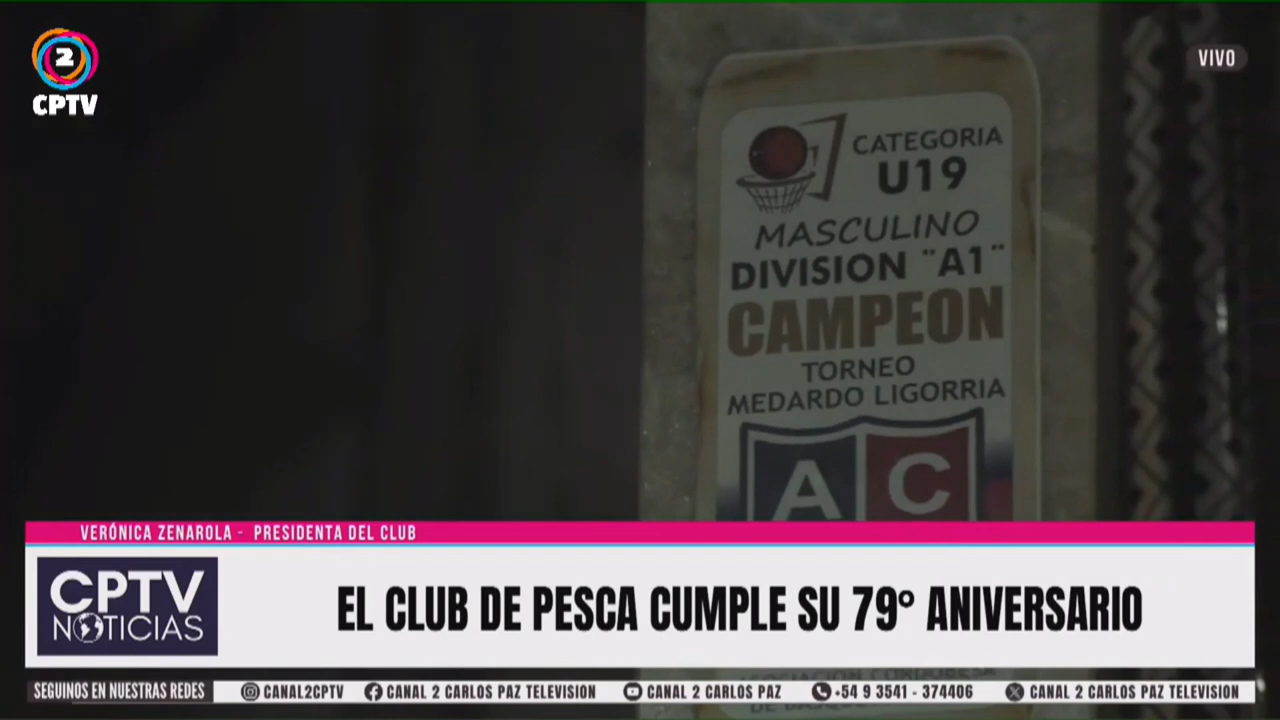 2
CPTV
VIVO
CATEGORIA
U19
MASCULINO
DIVISION ¨A1¨
CAMPEON
TORNEO
MEDARDO LIGORRIA
A C
VERÓNICA ZENAROLA - PRESIDENTA DEL CLUB
CPTV
NOTICIAS
EL CLUB DE PESCA CUMPLE SU 79° ANIVERSARIO
SEGUINOS EN NUESTRAS REDES
CANAL2CPTV
CANAL 2 CARLOS PAZ TELEVISION
CANAL 2 CARLOS PAZ
+54 9 3541 - 374406
CANAL 2 CARLOS PAZ TELEVISION